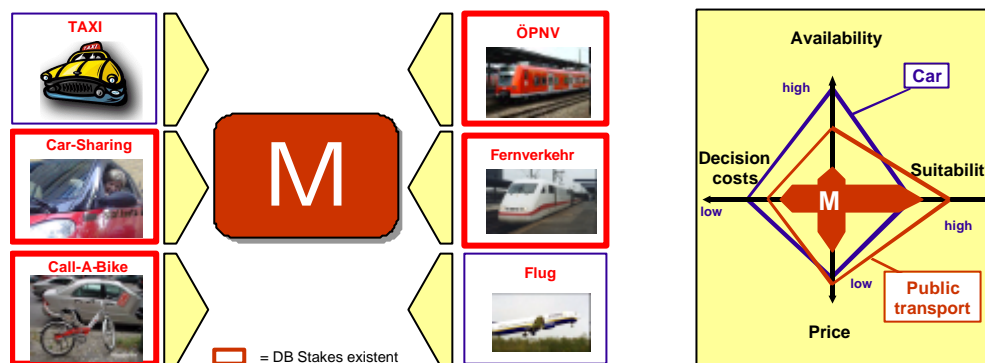 TAXI
TAXI
Car-Sharing
Call-A-Bike
M
ÖPNV
Fernverkehr
Flug
= DB Stakes existent
Availability
high
Car
Decision
costs
Suitabilit
M
low
high
low
Public
transport
Price